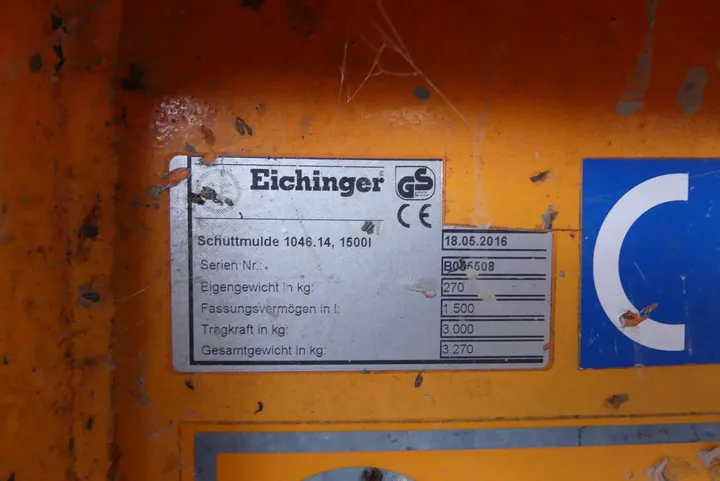 Eichinger
GS
CE
Schüttmulde 1046.14, 1500l 18.05.2016
Serien Nr.:
Eigengewicht in kg: 270
Fassungsvermögen in l: 1.500
Tragkraft in kg: 3.000
Gesamtgewicht in kg: 3.270
C